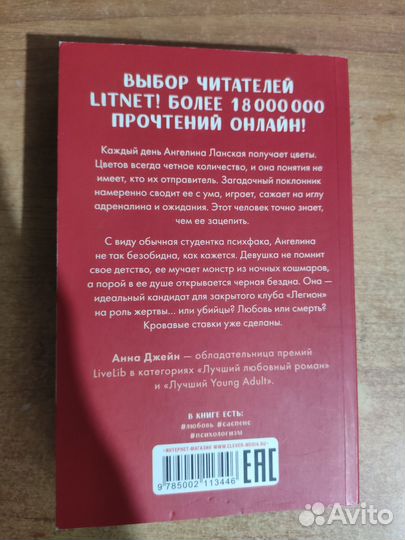 ВЫБОР ЧИТАТЕЛЕЙ
LITNET! БОЛЕЕ 18 000 000
ПРОЧТЕНИЙ ОНЛАЙН!
Каждый день Ангелина Ланская получает цветы.
Цветов всегда четное количество, и она понятия не
имеет, кто их отправитель. Загадочный поклонник
намеренно сводит ее с ума, играет, сажает на иглу
адреналина и ожидания. Этот человек точно знает,
чем ее зацепить.
С виду обычная студентка психфака, Ангелина
не так безобидна, как кажется. Девушка не помнит
свое детство, ее мучает монстр из ночных кошмаров,
а порой в ее душе открывается черная бездна. Она —
идеальный кандидат для закрытого клуба «Легион»
на роль жертвы... или убийцы? Любовь или смерть?
Кровавые ставки уже сделаны.
Анна Джейн — обладательница премий
LiveLib в категориях «Лучший любовный роман»
и «Лучший Young Adult».
В КНИГЕ ЕСТЬ:
#любовь #саспенс
#психологизм
•ИНТЕРНЕТ-МАГАЗИН WWW.CLEVER-MEDIA.RU•
9 785002 113446
EAC
Avito